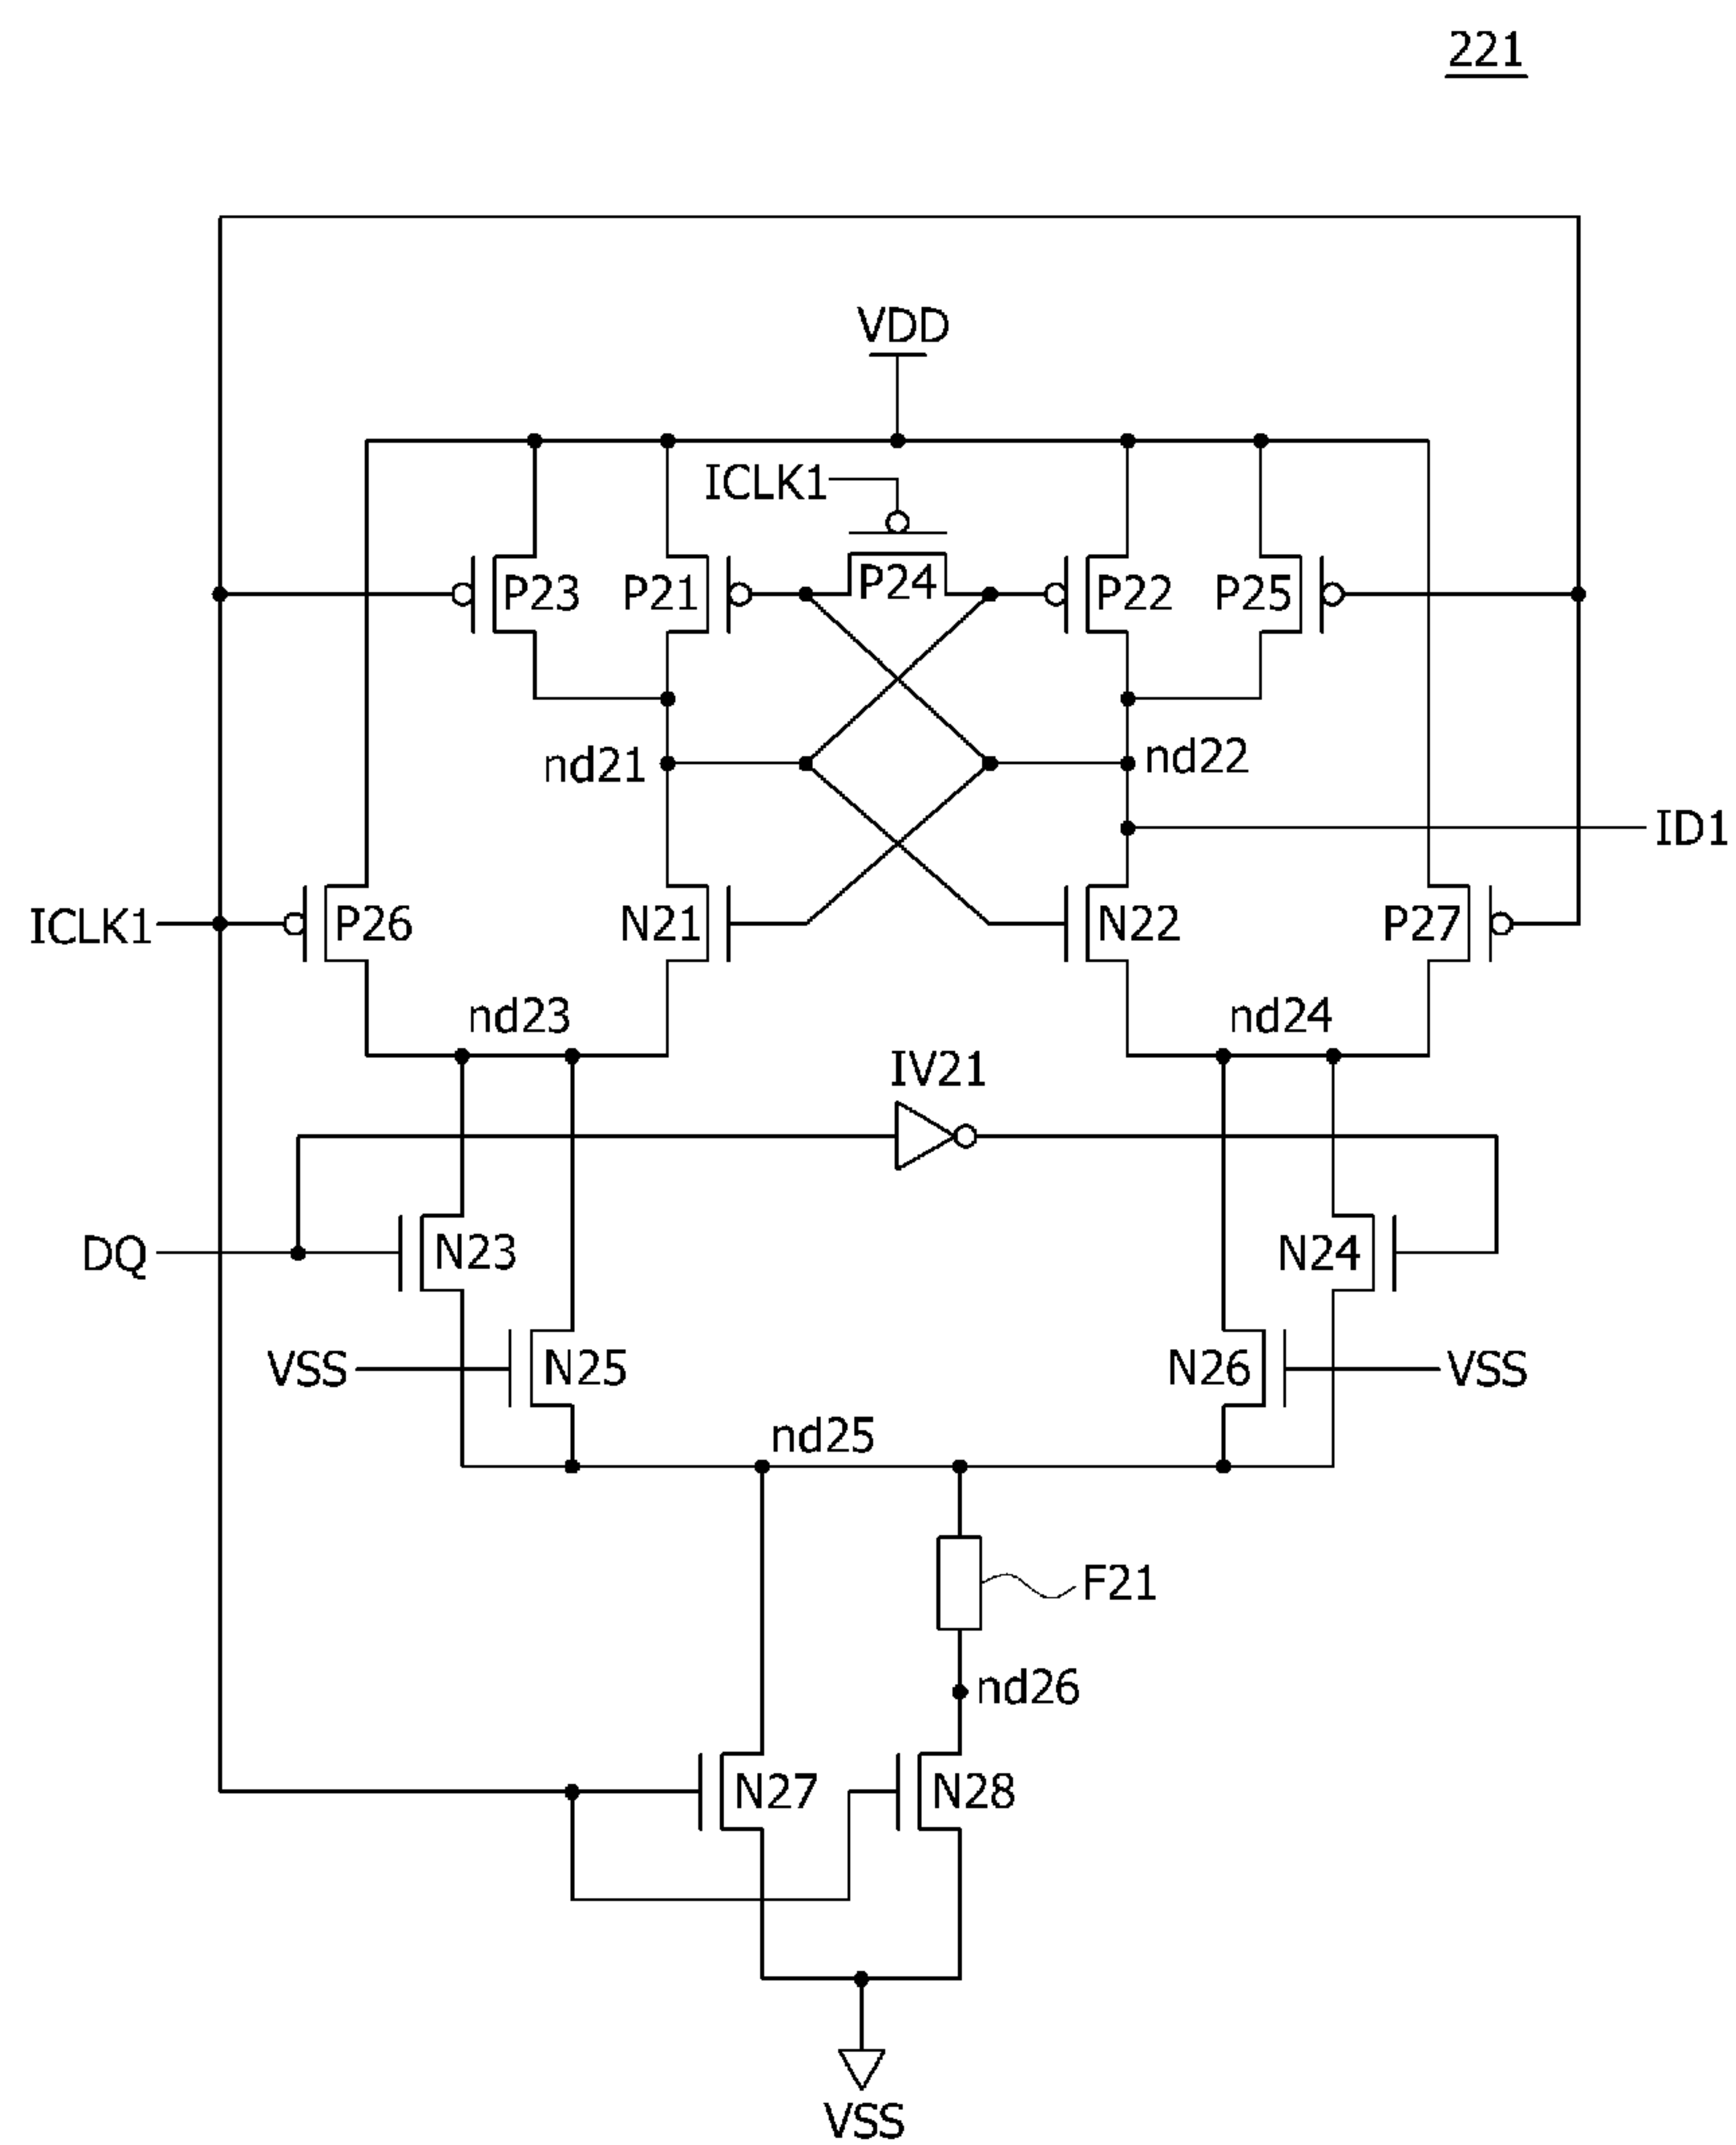 221
VDD
ICLK1
P23
P21
P24
P22
P25
nd21
nd22
ID1
ICLK1
P26
N21
N22
P27
nd23
nd24
IV21
DQ
N23
N24
VSS
N25
N26
VSS
nd25
F21
nd26
N27
N28
VSS